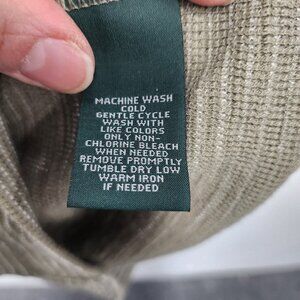 MACHINE WASH
COLD
GENTLE CYCLE
WASH WITH
LIKE COLORS
ONLY NON-
CHLORINE BLEACH
WHEN NEEDED
REMOVE PROMPTLY
TUMBLE DRY LOW
WARM IRON
IF NEEDED